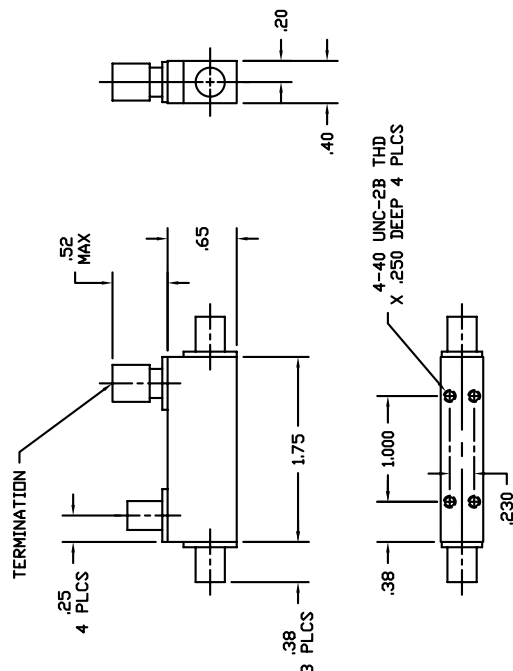 .20
.40
TERMINATION
.52
MAX
.65
.25
4 PLCS
1.75
.38
3 PLCS
4-40 UNC-2B THD
X .250 DEEP 4 PLCS
1.000
.38
.230